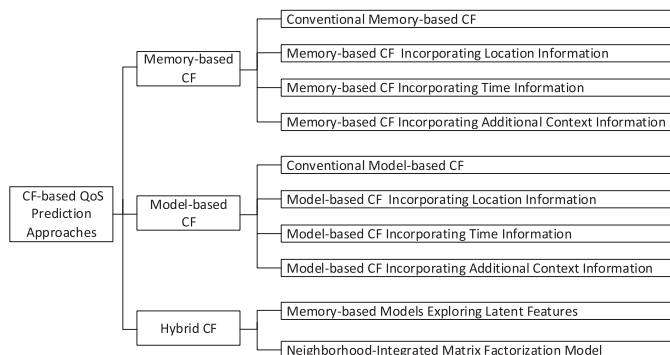 Conventional Memory-based CF
Memory-based CF Incorporating Location Information
Memory-based
CF
Memory-based CF Incorporating Time Information
Memory-based CF Incorporating Additional Context Information
Conventional Model-based CF
CF-based QoS
Prediction
Approaches
Model-based CF Incorporating Location Information
Model-based
CF
Model-based CF Incorporating Time Information
Model-based CF Incorporating Additional Context Information
Memory-based Models Exploring Latent Features
Hybrid CF
Neighborhood-Integrated Matrix Factorization Model